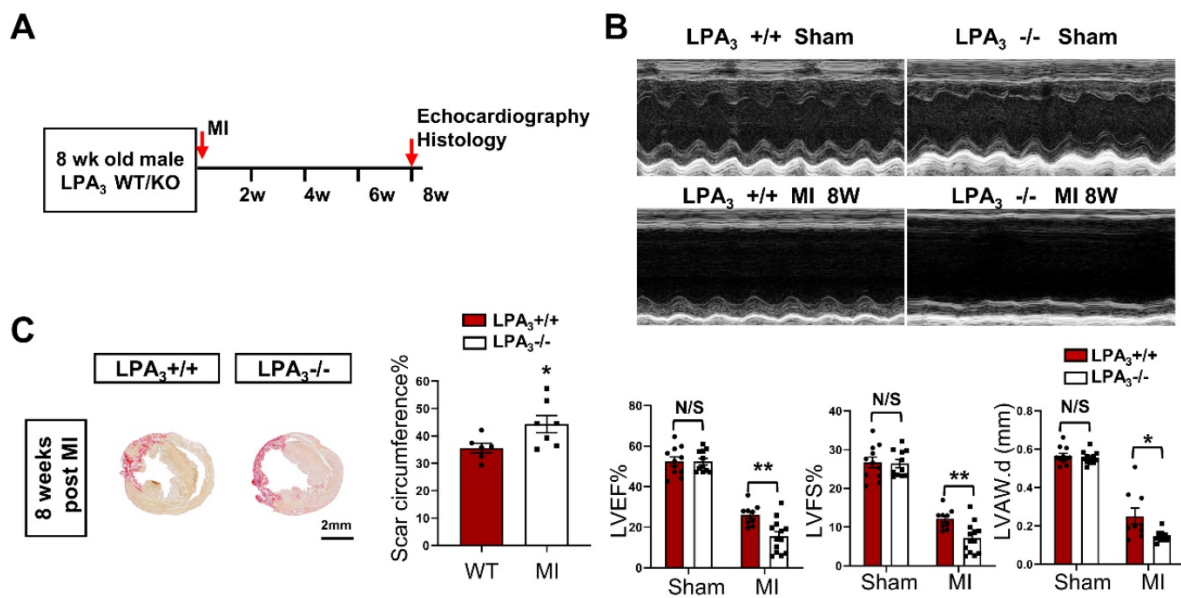 A
MI
Echocardiography
Histology
8 wk old male
LPA₃ WT/KO
2w
4w
6w
8w
B
LPA₃ +/+ Sham
LPA₃ -/- Sham
LPA₃ +/+ MI 8W
LPA₃ -/- MI 8W
C
LPA₃+/+
LPA₃-/-
8 weeks
post MI
2mm
LPA₃+/+
LPA₃-/-
Scar circumference%
60
50
40
30
20
10
0
*
WT
MI
LVEF%
80
60
40
20
0
N/S
**
Sham
MI
LVFS%
40
30
20
10
0
N/S
**
Sham
MI
LPA₃+/+
LPA₃-/-
LVAW.d (mm)
0.6
0.4
0.2
0.0
N/S
*
Sham
MI